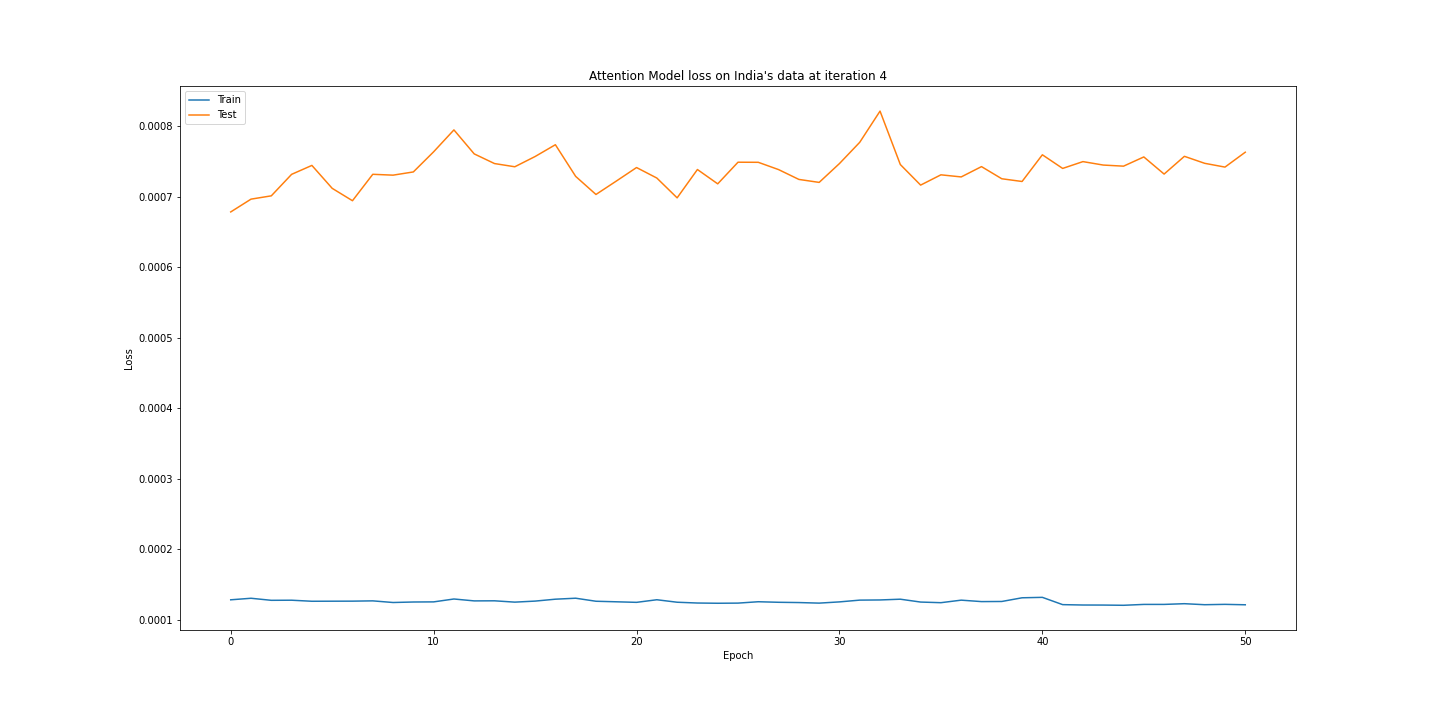 Attention Model loss on India's data at iteration 4
Train
Test
0.0008
0.0007
0.0006
0.0005
0.0004
0.0003
0.0002
0.0001
Loss
0 10 20 30 40 50
Epoch